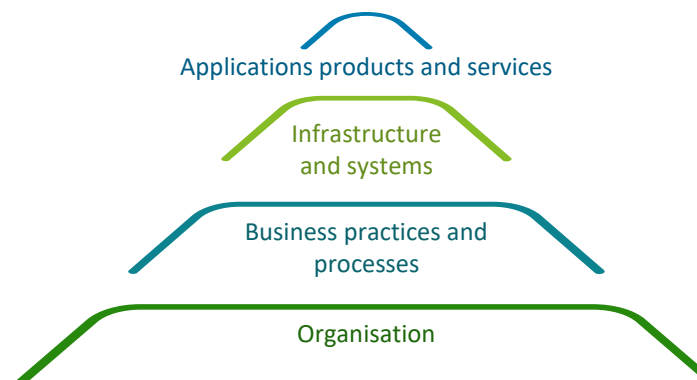 Applications products and services
Infrastructure
and systems
Business practices and
processes
Organisation